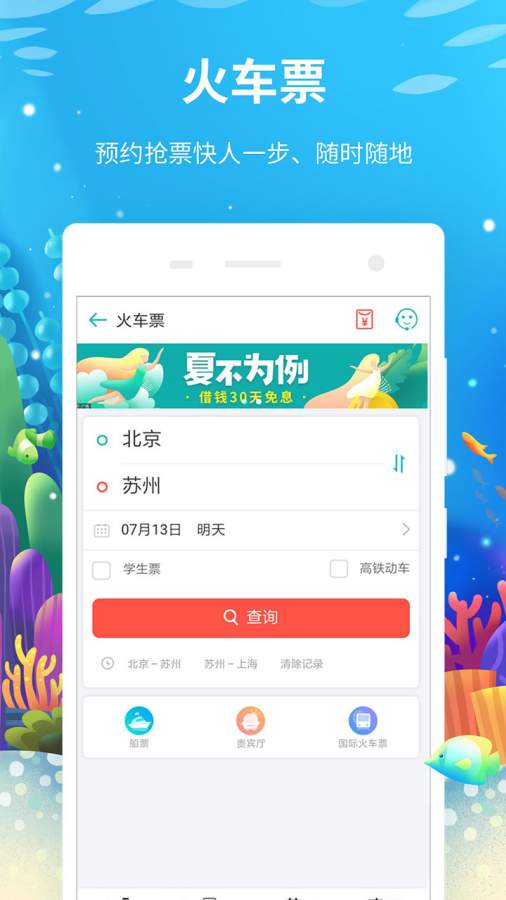 火车票
预约抢票快人一步、随时随地
火车票
¥
夏不为例
·借钱30天免息·
北京
苏州
07月13日 明天
学生票 高铁动车
查询
北京－苏州 苏州－上海 清除记录
船票 贵宾厅 国际火车票